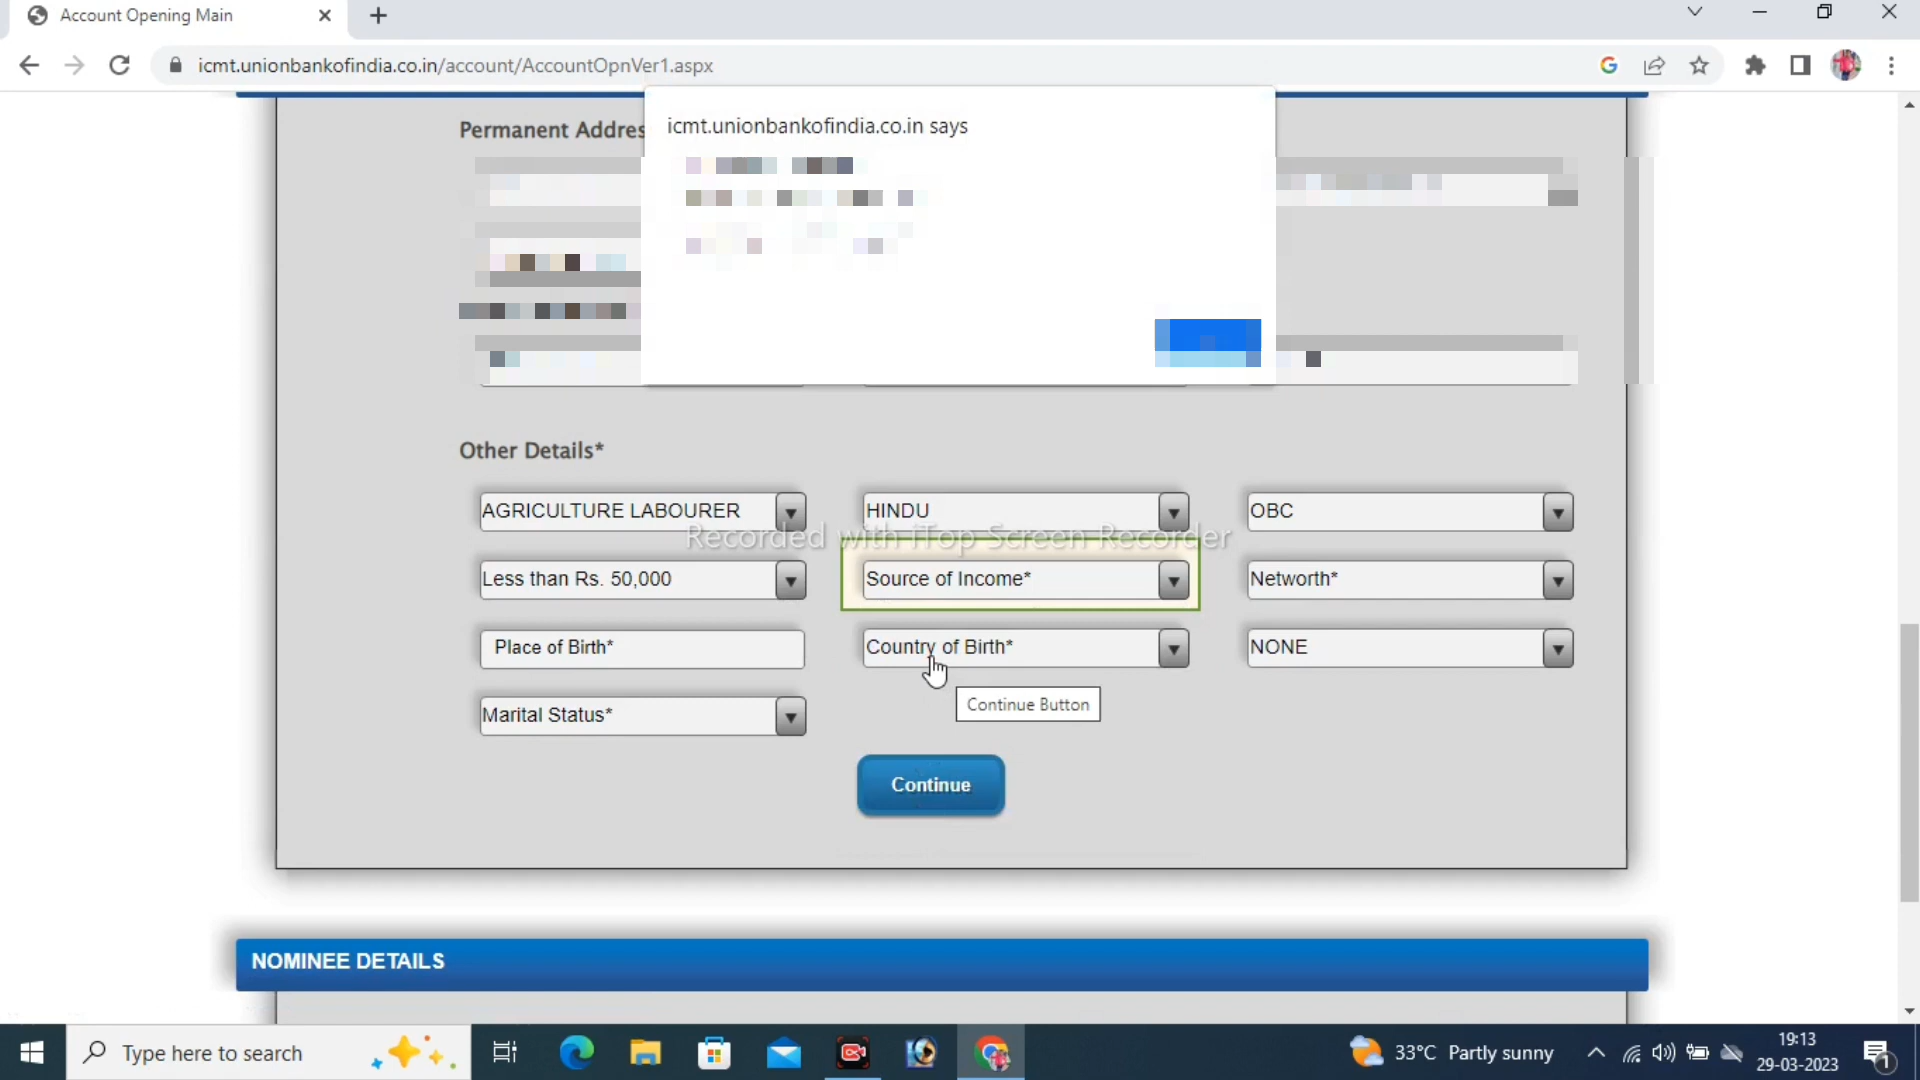 Account Opening Main
icmt.unionbankofindia.co.in/account/AccountOpnVer1.aspx
icmt.unionbankofindia.co.in says
Permanent Addres
Other Details*
AGRICULTURE LABOURER
HINDU
OBC
Recorded with iTop Screen Recorder
Less than Rs. 50,000
Source of Income*
Networth*
Place of Birth*
Country of Birth*
NONE
Continue Button
Marital Status*
Continue
NOMINEE DETAILS
Type here to search
33°C Partly sunny
19:13
29-03-2023
1